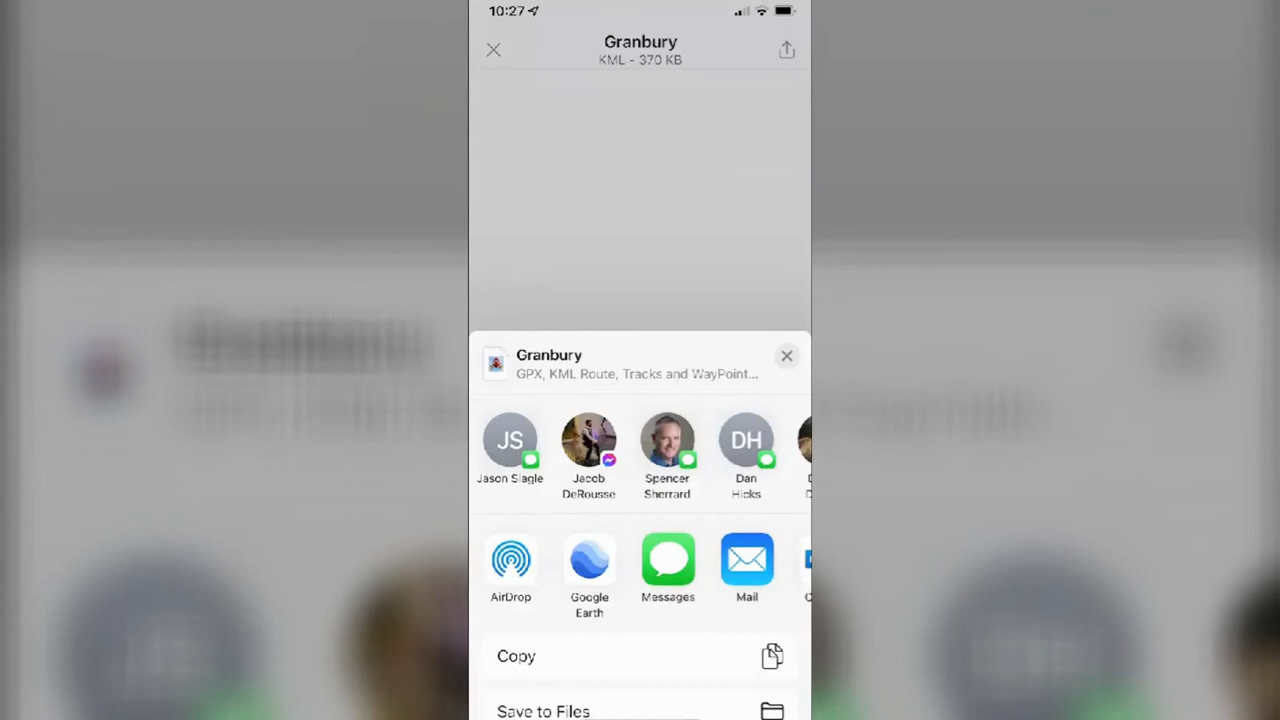 10:27
Granbury
KML - 370 KB
Granbury
GPX, KML Route, Tracks and WayPoint...
JS
DH
Jason Slagle
Jacob
DeRousse
Spencer
Sherrard
Dan
Hicks
AirDrop
Google
Earth
Messages
Mail
Copy
Save to Files